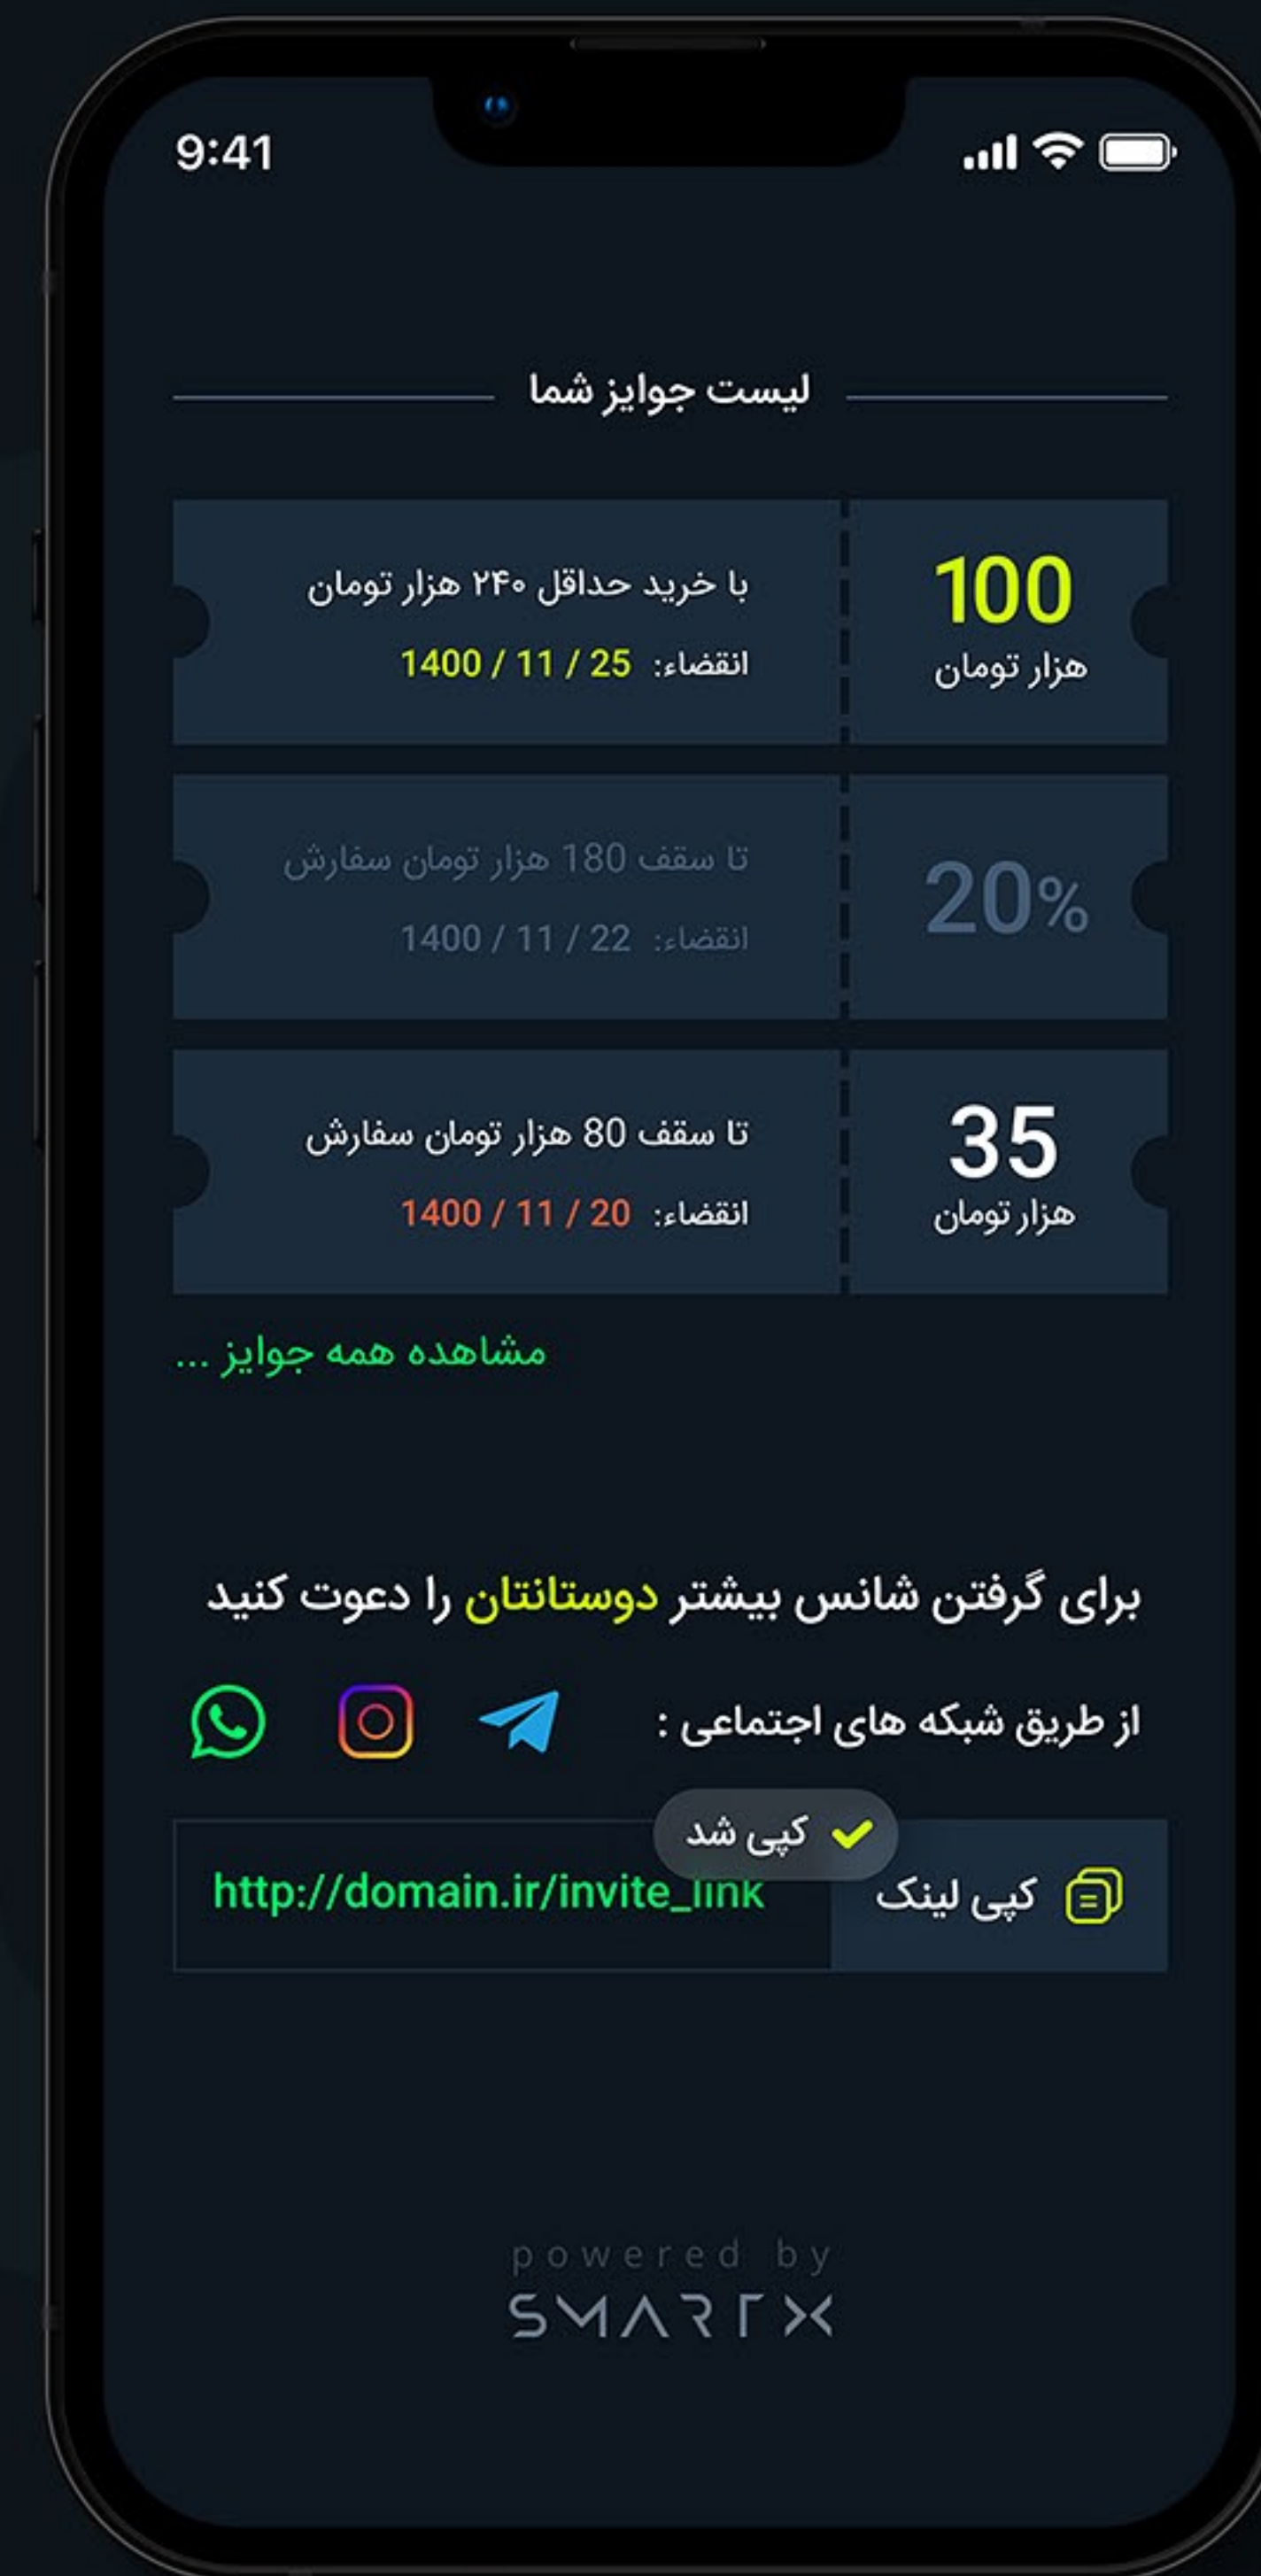 9:41
لیست جوایز شما
100
هزار تومان
با خرید حداقل ۲۴۰ هزار تومان
انقضاء: 25 / 11 / 1400
20%
تا سقف 180 هزار تومان سفارش
انقضاء: 22 / 11 / 1400
35
هزار تومان
تا سقف 80 هزار تومان سفارش
انقضاء: 20 / 11 / 1400
مشاهده همه جوایز ...
برای گرفتن شانس بیشتر دوستانتان را دعوت کنید
از طریق شبکه های اجتماعی :
کپی شد
کپی لینک
http://domain.ir/invite_link
powered by
SMARTX